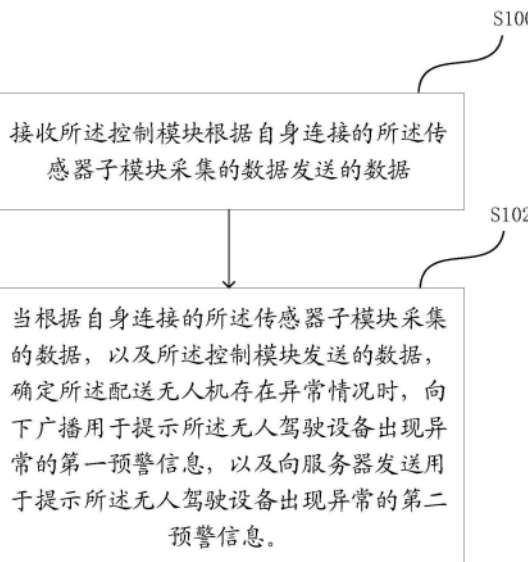 S100
接收所述控制模块根据自身连接的所述传
感器子模块采集的数据发送的数据
S102
当根据自身连接的所述传感器子模块采集
的数据，以及所述控制模块发送的数据，
确定所述配送无人机存在异常情况时，向
下广播用于提示所述无人驾驶设备出现异
常的第一预警信息，以及向服务器发送用
于提示所述无人驾驶设备出现异常的第二
预警信息。